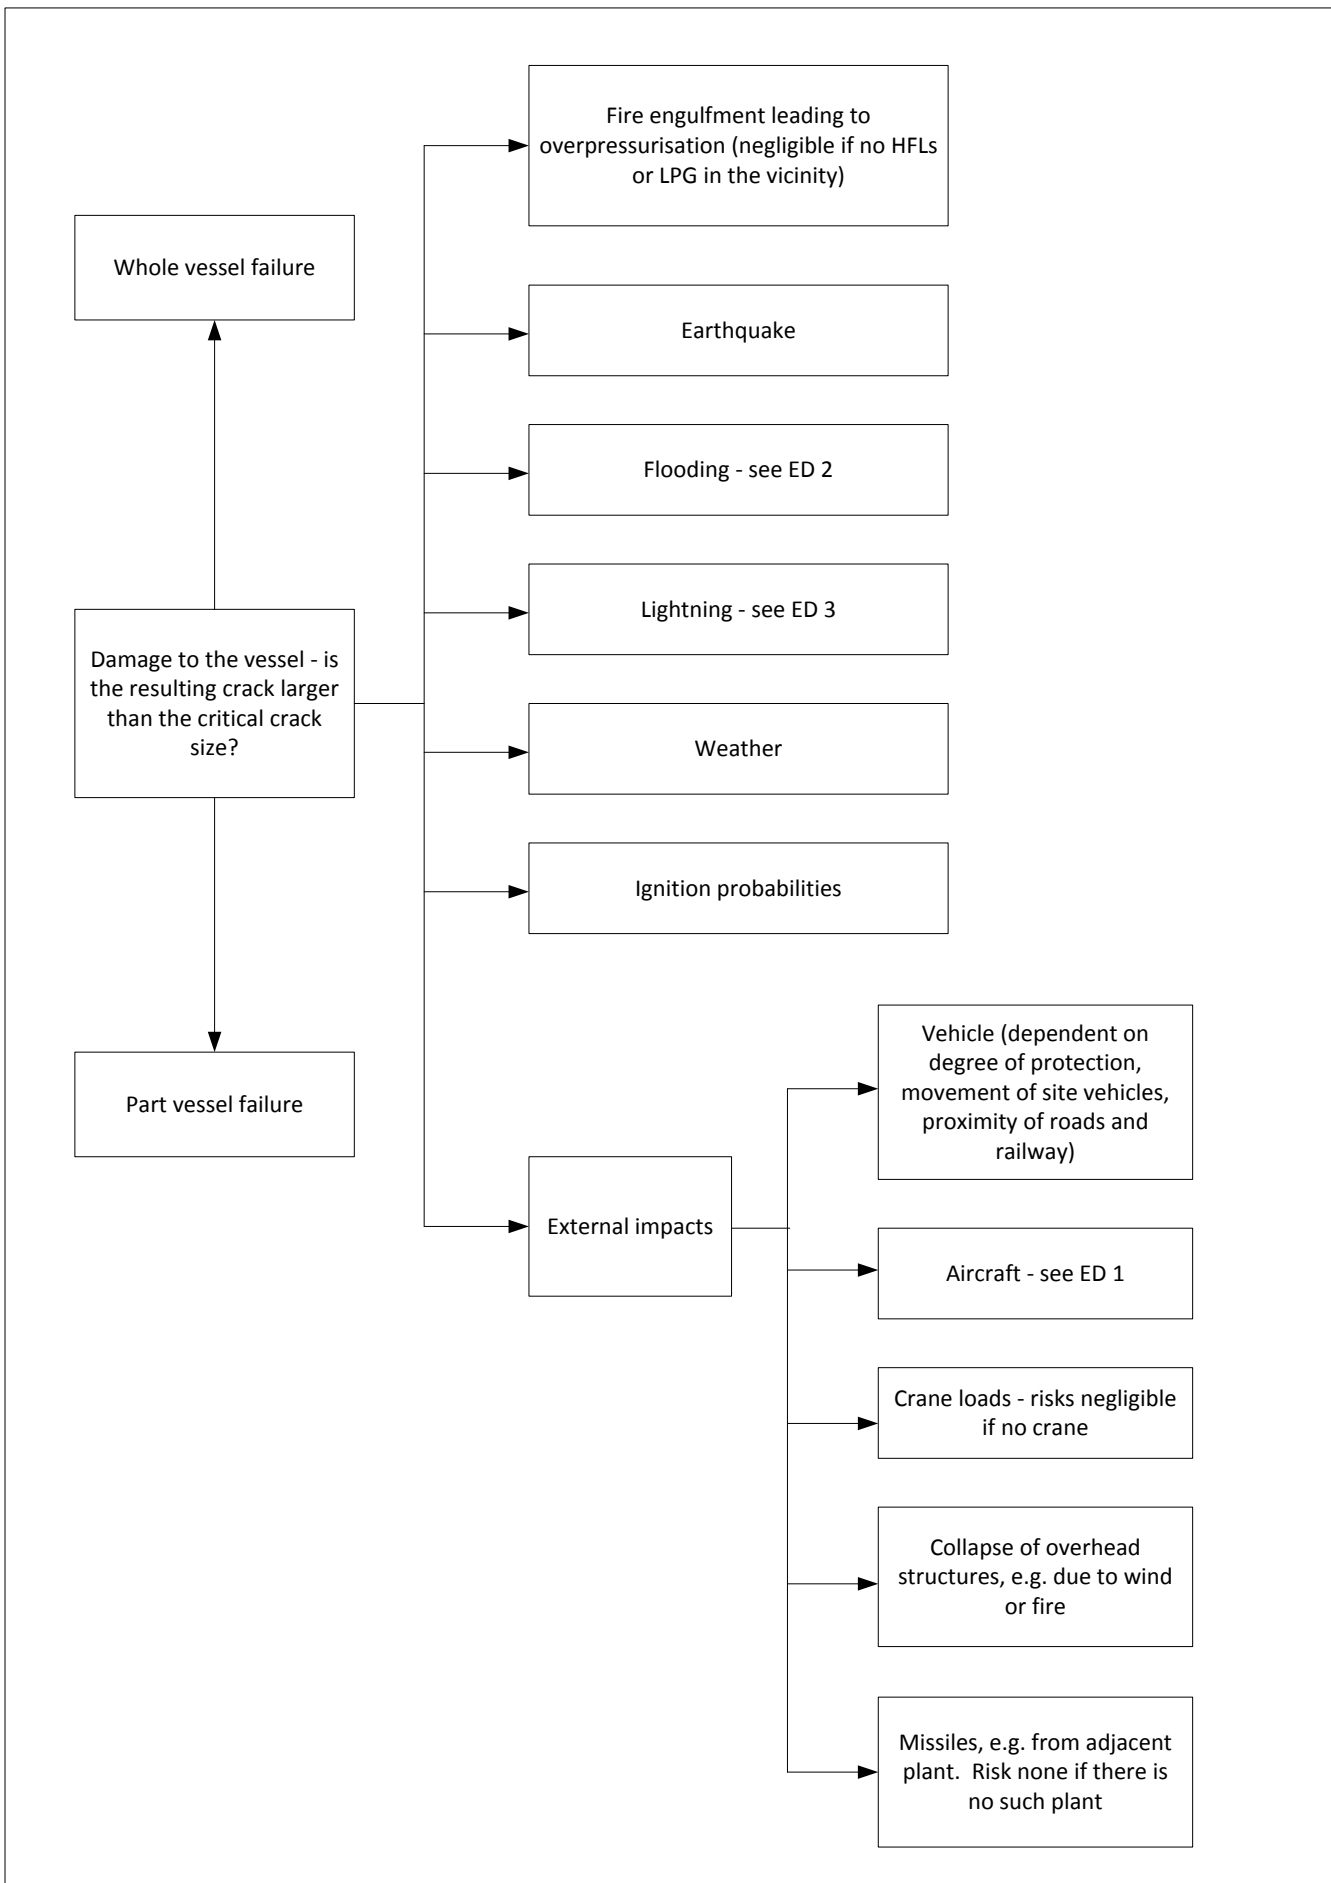 Fire engulfment leading to
overpressurisation (negligible if no HFLs
or LPG in the vicinity)
Whole vessel failure
Earthquake
Flooding - see ED 2
Lightning - see ED 3
Damage to the vessel - is
the resulting crack larger
than the critical crack
size?
Weather
Ignition probabilities
Part vessel failure
External impacts
Vehicle (dependent on
degree of protection,
movement of site vehicles,
proximity of roads and
railway)
Aircraft - see ED 1
Crane loads - risks negligible
if no crane
Collapse of overhead
structures, e.g. due to wind
or fire
Missiles, e.g. from adjacent
plant.  Risk none if there is
no such plant